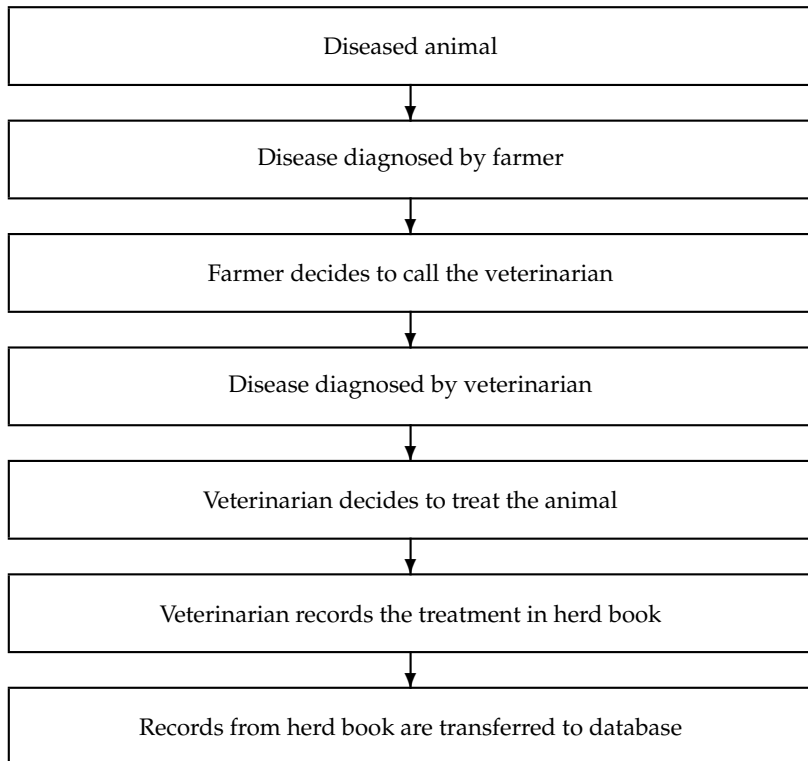 Diseased animal
Disease diagnosed by farmer
Farmer decides to call the veterinarian
Disease diagnosed by veterinarian
Veterinarian decides to treat the animal
Veterinarian records the treatment in herd book
Records from herd book are transferred to database